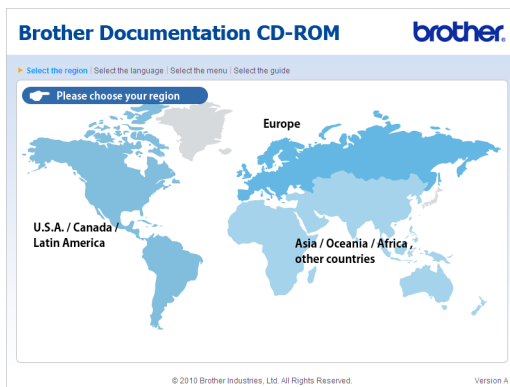 Brother Documentation CD-ROM
brother
Select the region | Select the language | Select the menu | Select the guide
Please choose your region
Europe
U.S.A. / Canada /
Latin America
Asia / Oceania / Africa ,
other countries
© 2010 Brother Industries, Ltd. All Rights Reserved.
Version A